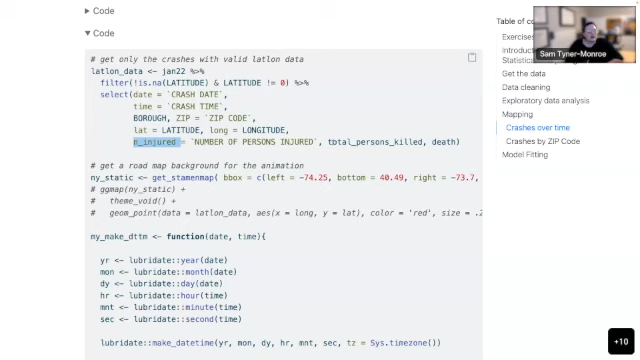 Code
Code
# get only the crashes with valid latlon data
latlon_data <- jan22 %>%
filter(!is.na(LATITUDE) & LATITUDE != 0) %>%
select(date = `CRASH DATE`,
time = `CRASH TIME`,
BOROUGH, ZIP = `ZIP CODE`,
lat = LATITUDE, long = LONGITUDE,
n_injured = `NUMBER OF PERSONS INJURED`, total_persons_killed, death)
# get a road map background for the animation
ny_static <- get_stamenmap( bbox = c(left = -74.25, bottom = 40.49, right = -73.7,
# ggmap(ny_static) +
#   theme_void() +
#   geom_point(data = latlon_data, aes(x = long, y = lat), color = 'red', size = .2
my_make_dttm <- function(date, time){
yr <- lubridate::year(date)
mon <- lubridate::month(date)
dy <- lubridate::day(date)
hr <- lubridate::hour(time)
mnt <- lubridate::minute(time)
sec <- lubridate::second(time)
lubridate::make_datetime(yr, mon, dy, hr, mnt, sec, tz = Sys.timezone())
Table of co
Exercises
Introduc
Statistica
Get the data
Data cleaning
Exploratory data analysis
Mapping
Crashes over time
Crashes by ZIP Code
Model Fitting
Sam Tyner-Monroe
+10